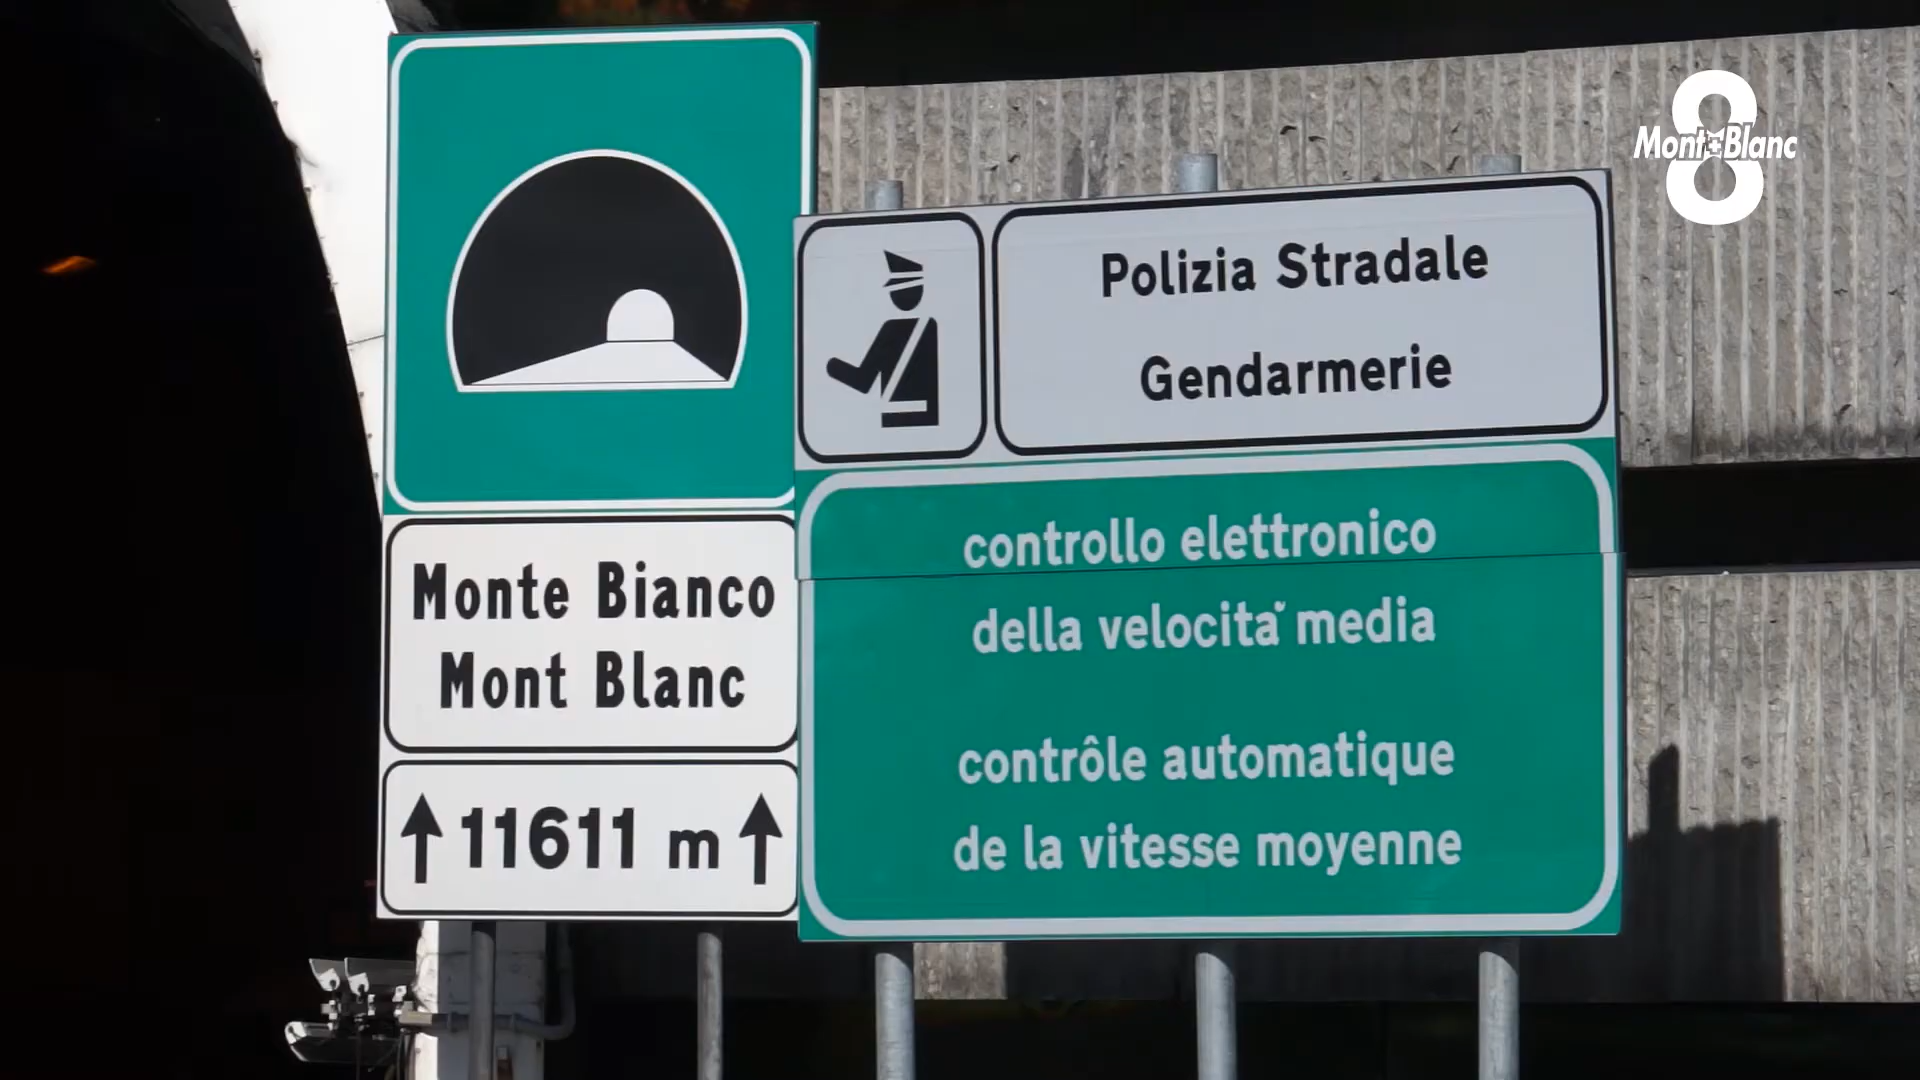 Monte Bianco
Mont Blanc
11611 m
Polizia Stradale
Gendarmerie
controllo elettronico
della velocità media
contrôle automatique
de la vitesse moyenne
8
Mont Blanc